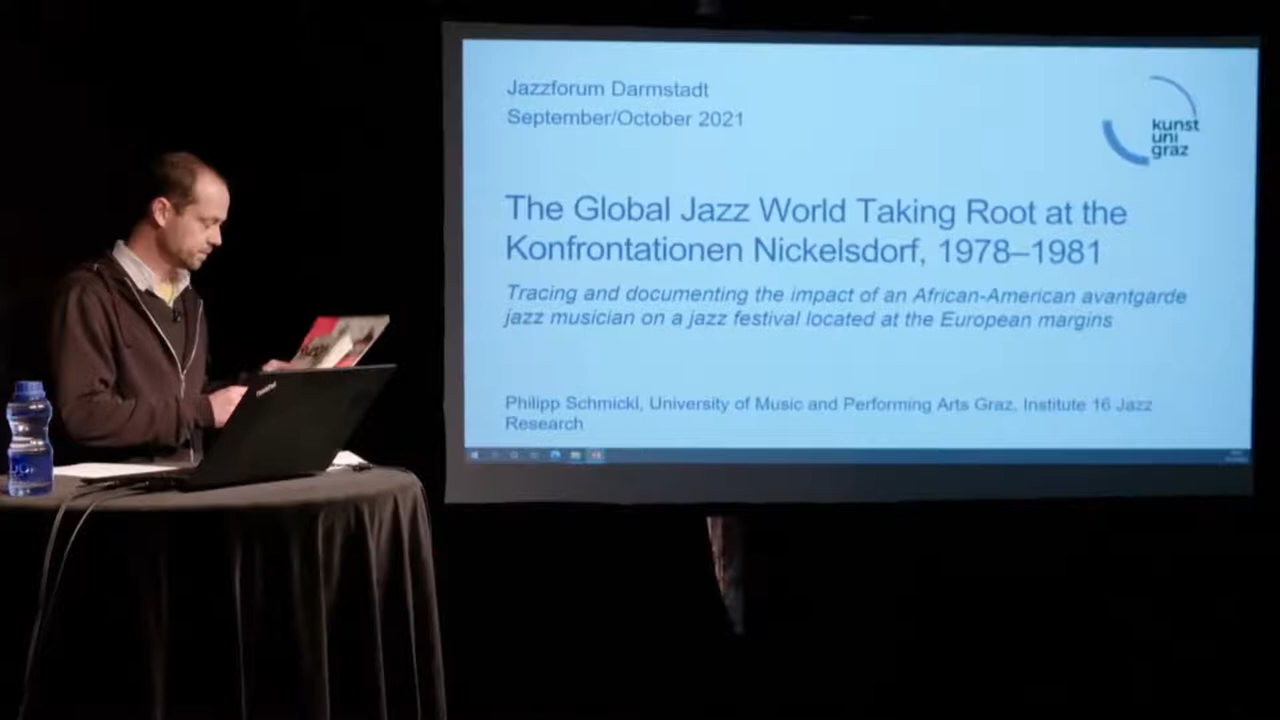 Jazzforum Darmstadt
September/October 2021
kunst
uni
graz
The Global Jazz World Taking Root at the
Konfrontationen Nickelsdorf, 1978–1981
Tracing and documenting the impact of an African-American avantgarde
jazz musician on a jazz festival located at the European margins
Philipp Schmickl, University of Music and Performing Arts Graz, Institute 16 Jazz
Research
ThinkPad